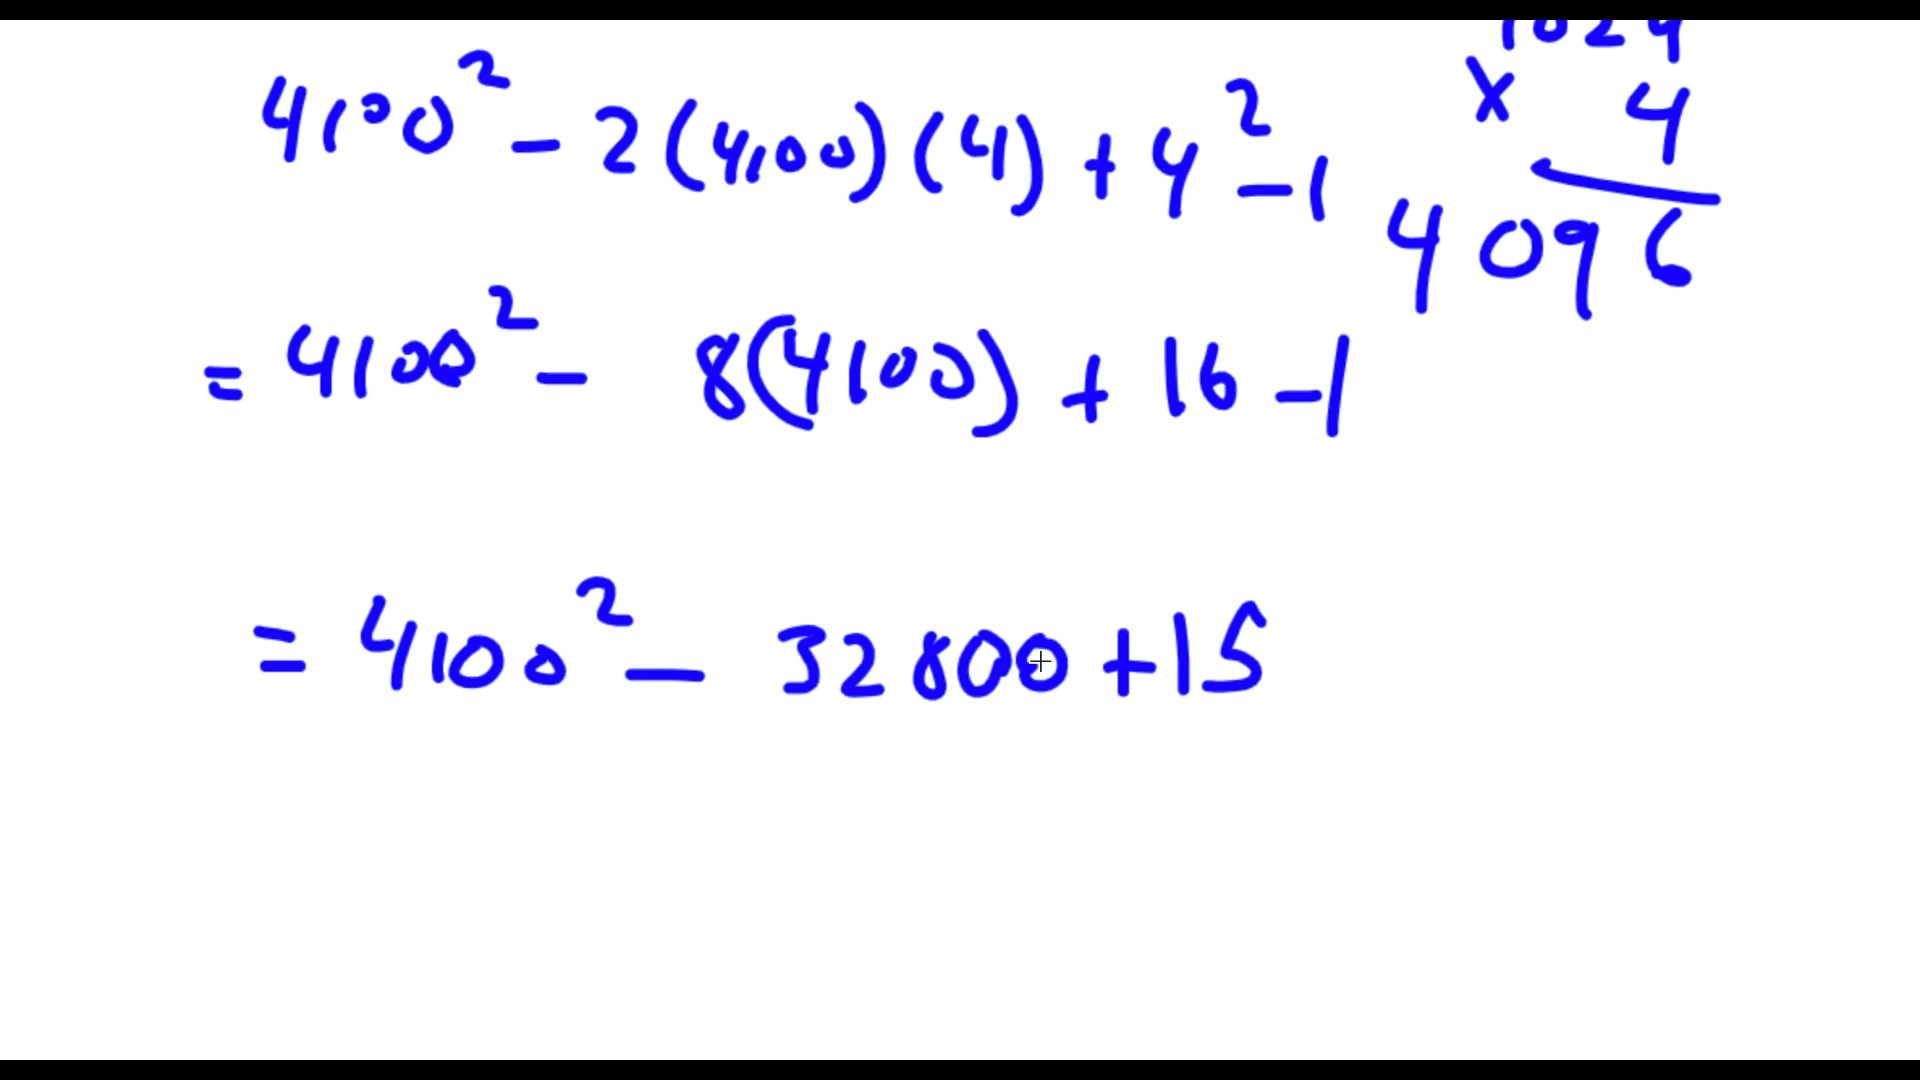 1024
× 4
4096
4100² - 2(4100)(4) + 4² - 1
= 4100² - 8(4100) + 16 - 1
= 4100² - 32800 + 15